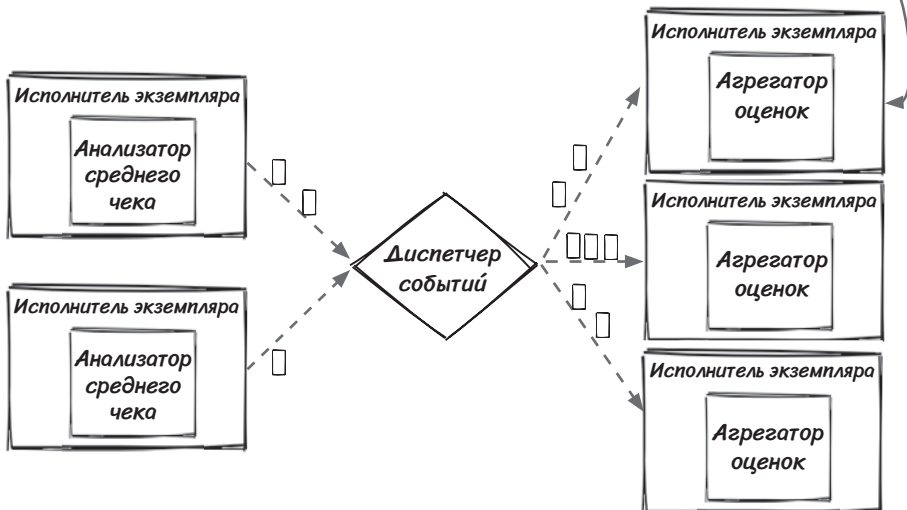 Исполнитель экземпляра
Анализатор
среднего
чека
Исполнитель экземпляра
Анализатор
среднего
чека
Диспетчер
событий
Исполнитель экземпляра
Агрегатор
оценок
Исполнитель экземпляра
Агрегатор
оценок
Исполнитель экземпляра
Агрегатор
оценок